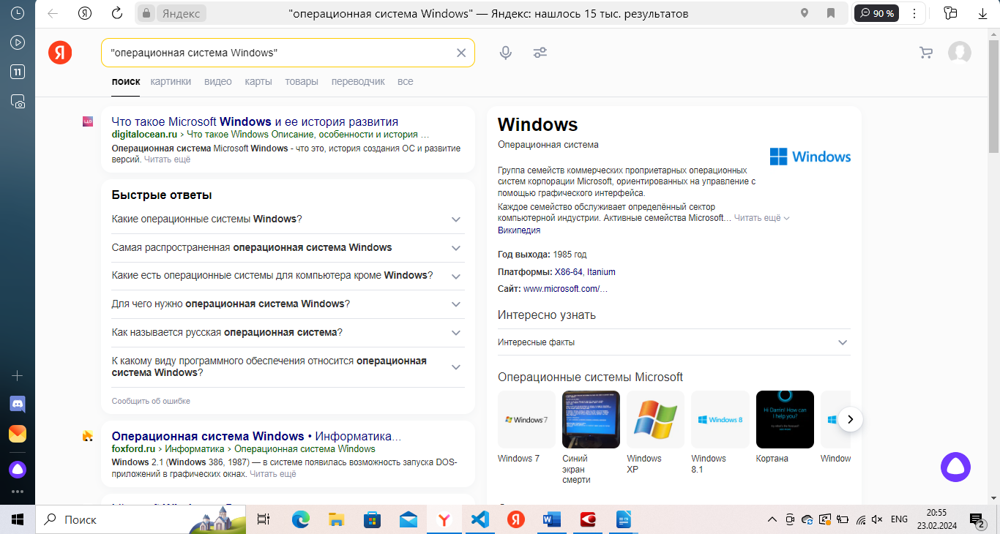 Яндекс
"операционная система Windows" — Яндекс: нашлось 15 тыс. результатов
90 %
11
Я
"операционная система Windows"
поиск картинки видео карты товары переводчик все
Что такое Microsoft Windows и ее история развития
digitalocean.ru › Что такое Windows Описание, особенности и история …
Операционная система Microsoft Windows - что это, история создания ОС и развитие
версий. Читать ещё
Быстрые ответы
Какие операционные системы Windows?
Самая распространенная операционная система Windows
Какие есть операционные системы для компьютера кроме Windows?
Для чего нужно операционная система Windows?
Как называется русская операционная система?
К какому виду программного обеспечения относится операционная
система Windows?
Сообщить об ошибке
Операционная система Windows • Информатика…
foxford.ru › Информатика › Операционная система Windows
Windows 2.1 (Windows 386, 1987) — в системе появилась возможность запуска DOS-
приложений в графических окнах. Читать ещё
Windows
Операционная система
Windows
Группа семейств коммерческих проприетарных операционных
систем корпорации Microsoft, ориентированных на управление с
помощью графического интерфейса.
Каждое семейство обслуживает определённый сектор
компьютерной индустрии. Активные семейства Microsoft… Читать ещё
Википедия
Год выхода: 1985 год
Платформы: X86-64, Itanium
Сайт: www.microsoft.com/…
Интересно узнать
Интересные факты
Операционные системы Microsoft
Windows 7
Windows 8
Hi Damin! How can
I help you?
Windows 7
Синий
экран
смерти
Windows
XP
Windows
8.1
Кортана
Window
Поиск
ENG
20:55
23.02.2024
2